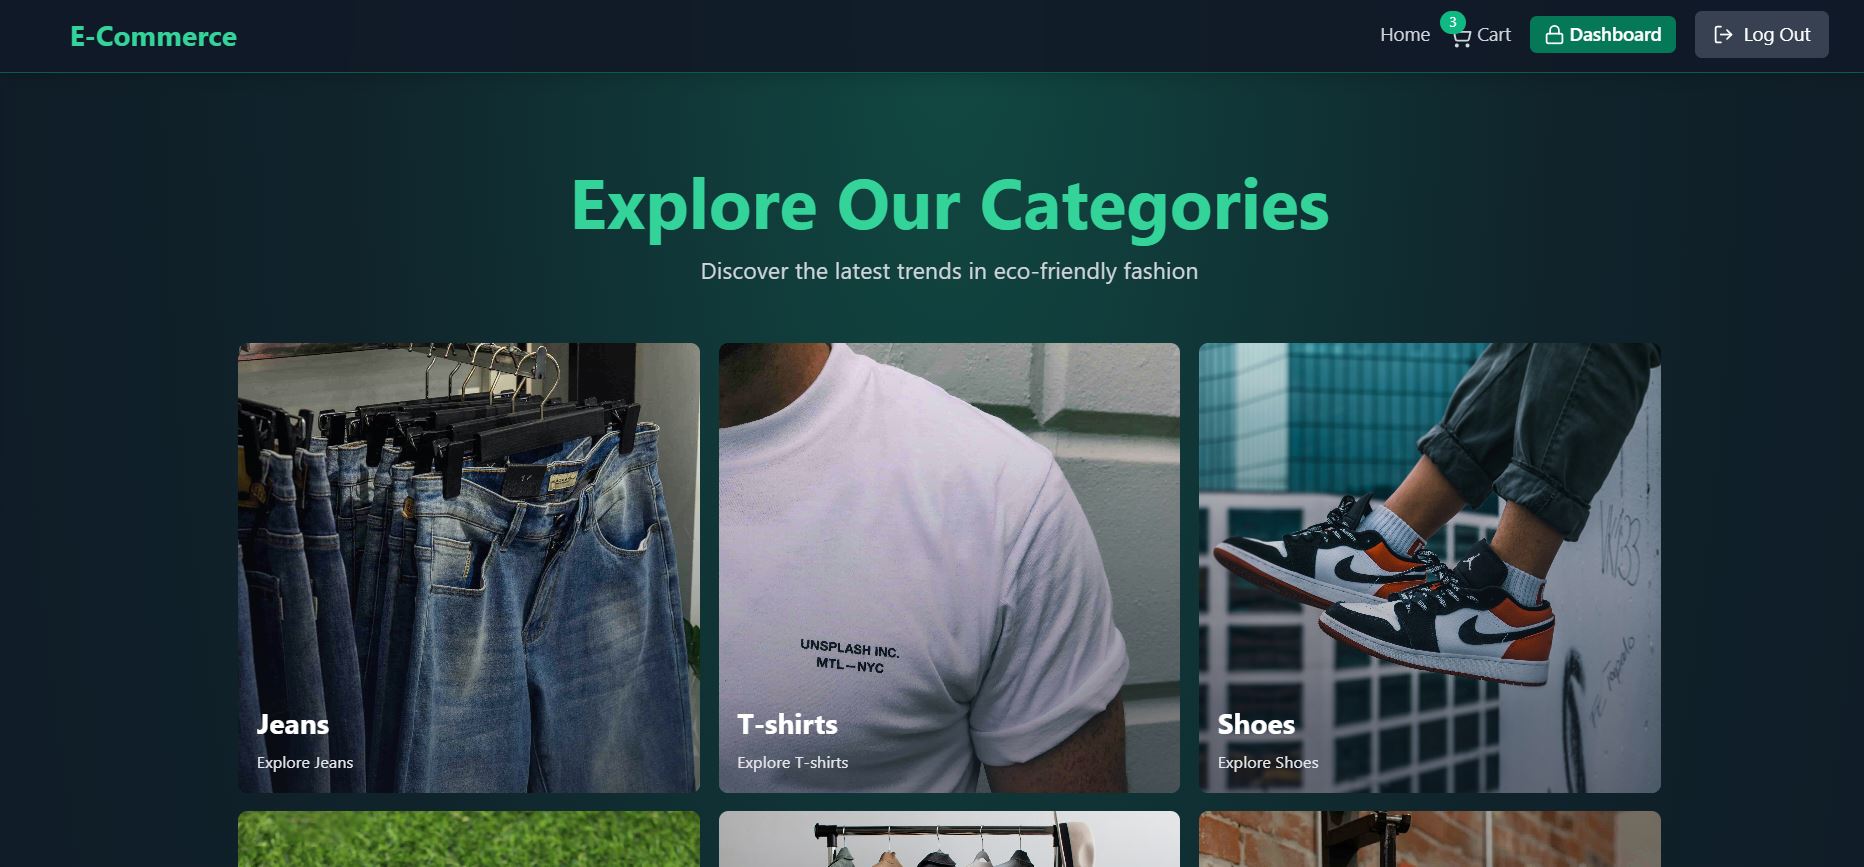 E-Commerce
Home
3
Cart
Dashboard
Log Out
Explore Our Categories
Discover the latest trends in eco-friendly fashion
UNSPLASH INC.
MTL—NYC
Jeans
Explore Jeans
T-shirts
Explore T-shirts
Shoes
Explore Shoes